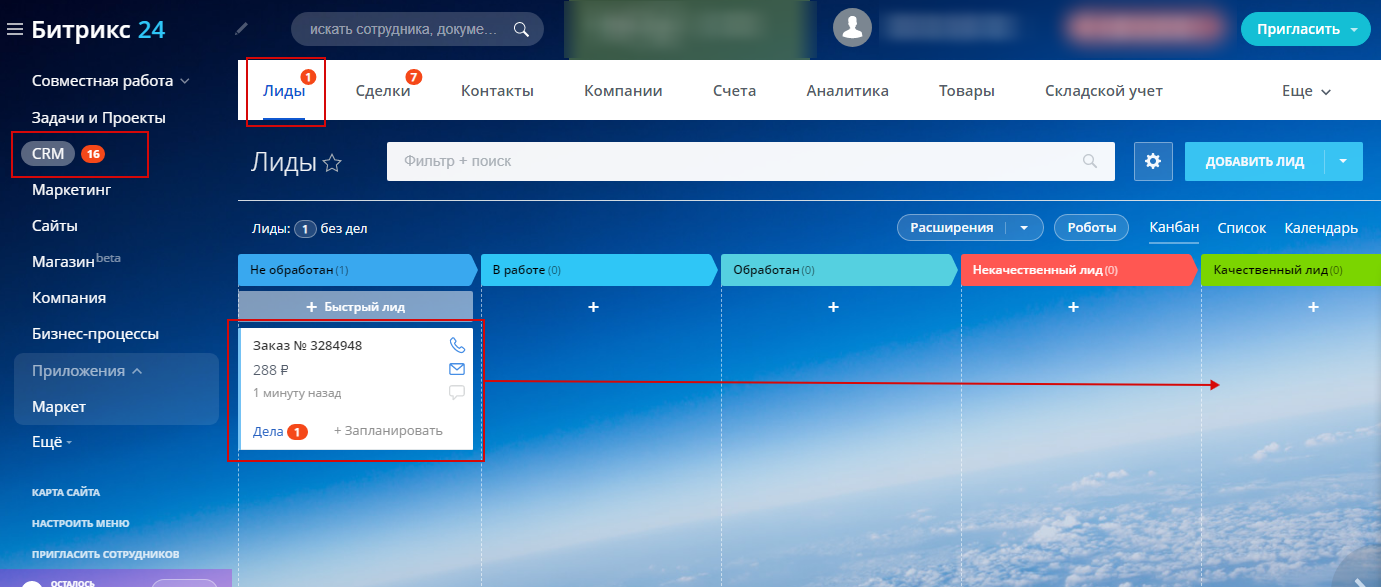 Битрикс 24
искать сотрудника, докуме...
Пригласить
Совместная работа
Задачи и Проекты
CRM 16
Маркетинг
Сайты
Магазин beta
Компания
Бизнес-процессы
Приложения
Маркет
Ещё
КАРТА САЙТА
НАСТРОИТЬ МЕНЮ
ПРИГЛАСИТЬ СОТРУДНИКОВ
ОСТАЛОСЬ
Лиды 1 Сделки 7 Контакты Компании Счета Аналитика Товары Складской учет Еще
Лиды
Фильтр + поиск
ДОБАВИТЬ ЛИД
Лиды: 1 без дел
Расширения Роботы Канбан Список Календарь
Не обработан (1) В работе (0) Обработан (0) Некачественный лид (0) Качественный лид (0)
+ Быстрый лид + + + +
Заказ № 3284948
288 ₽
1 минуту назад
Дела 1 + Запланировать